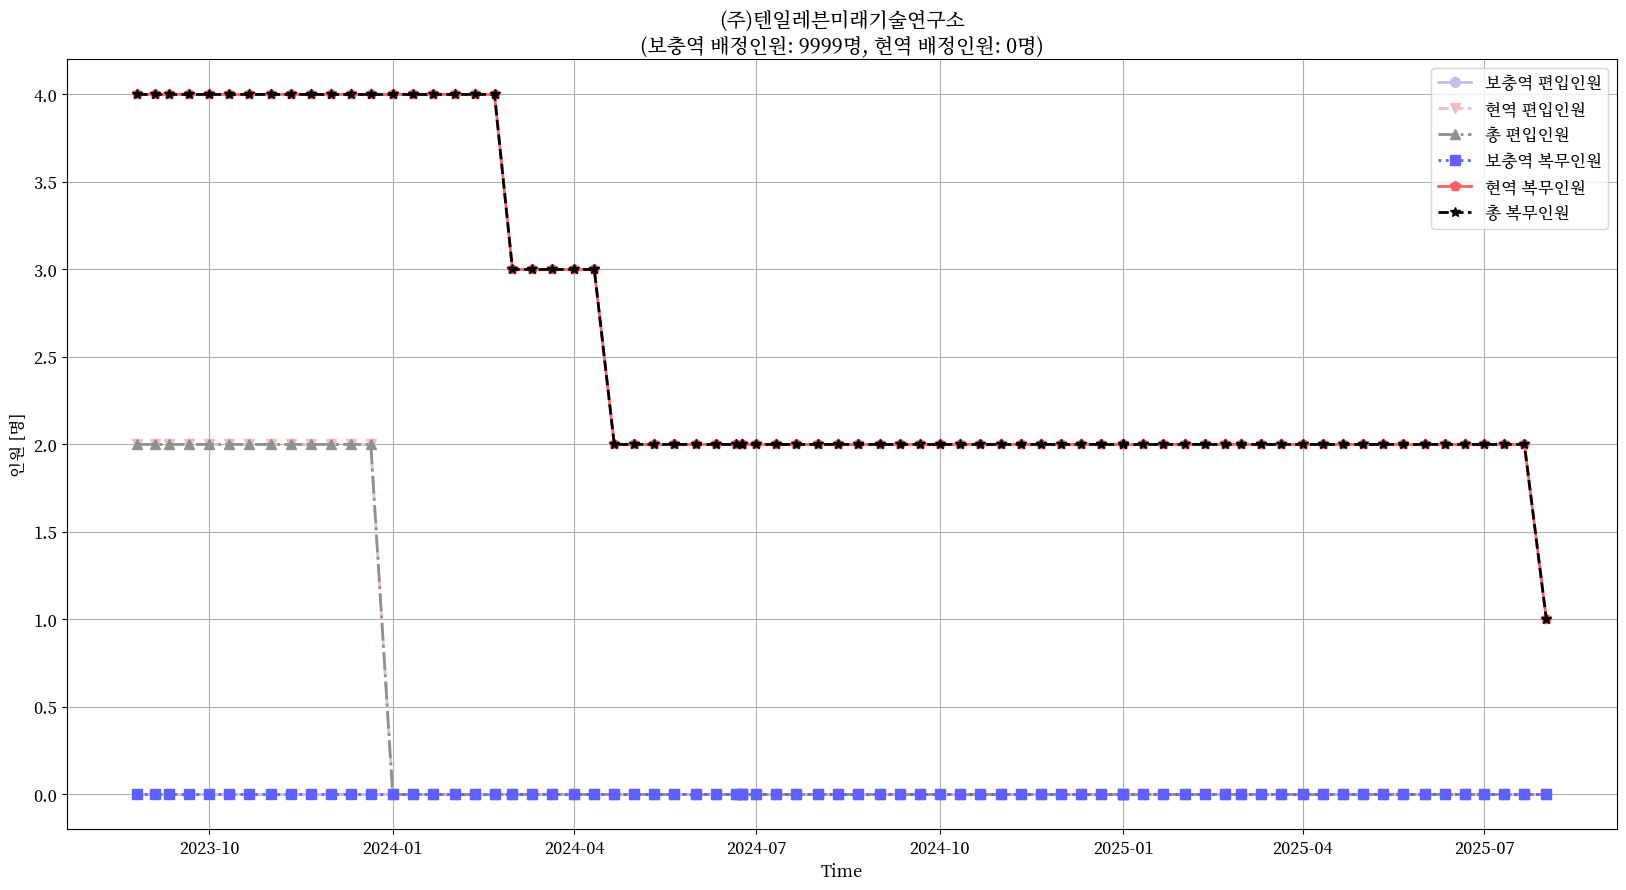 (주)텐일레븐미래기술연구소
(보충역 배정인원: 9999명, 현역 배정인원: 0명)
보충역 편입인원
현역 편입인원
총 편입인원
보충역 복무인원
현역 복무인원
총 복무인원
인원 [명]
4.0
3.5
3.0
2.5
2.0
1.5
1.0
0.5
0.0
2023-10
2024-01
2024-04
2024-07
2024-10
2025-01
2025-04
2025-07
Time